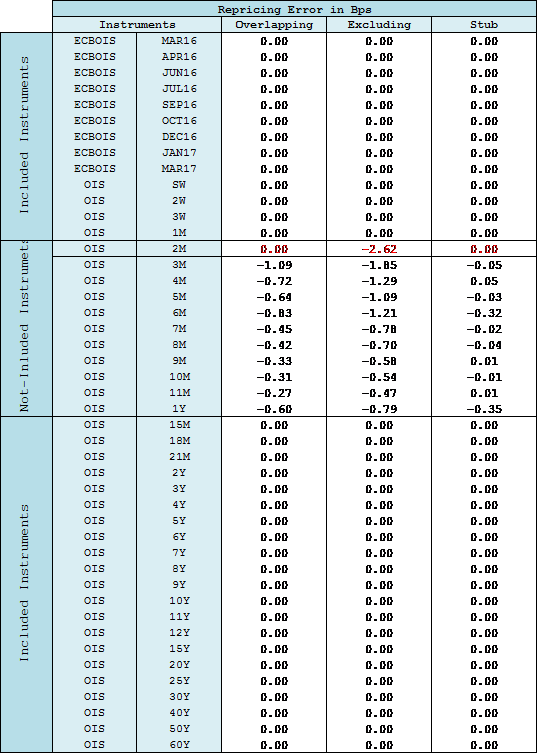 Repricing Error in Bps
Instruments Overlapping Excluding Stub
Included Instruments
ECBOIS MAR16 0.00 0.00 0.00
ECBOIS APR16 0.00 0.00 0.00
ECBOIS JUN16 0.00 0.00 0.00
ECBOIS JUL16 0.00 0.00 0.00
ECBOIS SEP16 0.00 0.00 0.00
ECBOIS OCT16 0.00 0.00 0.00
ECBOIS DEC16 0.00 0.00 0.00
ECBOIS JAN17 0.00 0.00 0.00
ECBOIS MAR17 0.00 0.00 0.00
OIS SW 0.00 0.00 0.00
OIS 2W 0.00 0.00 0.00
OIS 3W 0.00 0.00 0.00
OIS 1M 0.00 0.00 0.00
Not-Inluded Instrumets
OIS 2M 0.00 -2.62 0.00
OIS 3M -1.09 -1.85 -0.05
OIS 4M -0.72 -1.29 0.05
OIS 5M -0.64 -1.09 -0.03
OIS 6M -0.83 -1.21 -0.32
OIS 7M -0.45 -0.78 -0.02
OIS 8M -0.42 -0.70 -0.04
OIS 9M -0.33 -0.58 0.01
OIS 10M -0.31 -0.54 -0.01
OIS 11M -0.27 -0.47 0.01
OIS 1Y -0.60 -0.79 -0.35
Included Instruments
OIS 15M 0.00 0.00 0.00
OIS 18M 0.00 0.00 0.00
OIS 21M 0.00 0.00 0.00
OIS 2Y 0.00 0.00 0.00
OIS 3Y 0.00 0.00 0.00
OIS 4Y 0.00 0.00 0.00
OIS 5Y 0.00 0.00 0.00
OIS 6Y 0.00 0.00 0.00
OIS 7Y 0.00 0.00 0.00
OIS 8Y 0.00 0.00 0.00
OIS 9Y 0.00 0.00 0.00
OIS 10Y 0.00 0.00 0.00
OIS 11Y 0.00 0.00 0.00
OIS 12Y 0.00 0.00 0.00
OIS 15Y 0.00 0.00 0.00
OIS 20Y 0.00 0.00 0.00
OIS 25Y 0.00 0.00 0.00
OIS 30Y 0.00 0.00 0.00
OIS 40Y 0.00 0.00 0.00
OIS 50Y 0.00 0.00 0.00
OIS 60Y 0.00 0.00 0.00